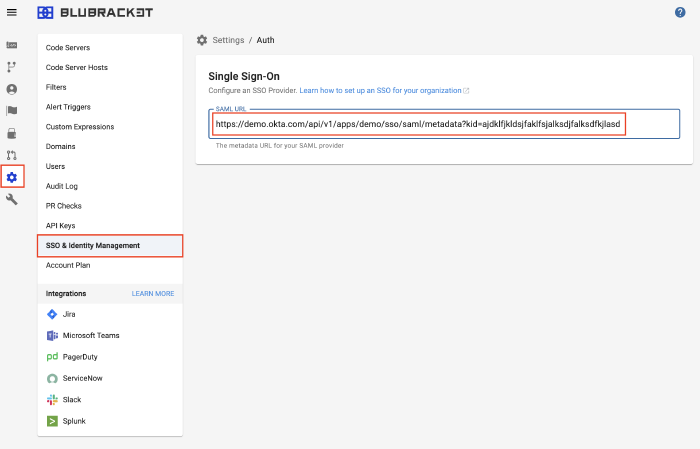 BLUBRACKET
?
Code Servers
Code Server Hosts
Filters
Alert Triggers
Custom Expressions
Domains
Users
Audit Log
PR Checks
API Keys
SSO & Identity Management
Account Plan
Integrations LEARN MORE
Jira
Microsoft Teams
pd PagerDuty
ServiceNow
Slack
Splunk
Settings / Auth
Single Sign-On
Configure an SSO Provider. Learn how to set up an SSO for your organization
SAML URL
https://demo.okta.com/api/v1/apps/demo/sso/saml/metadata?kid=ajdklfjkldsjfaklfsjalksdjfalksdfkjlasd
The metadata URL for your SAML provider